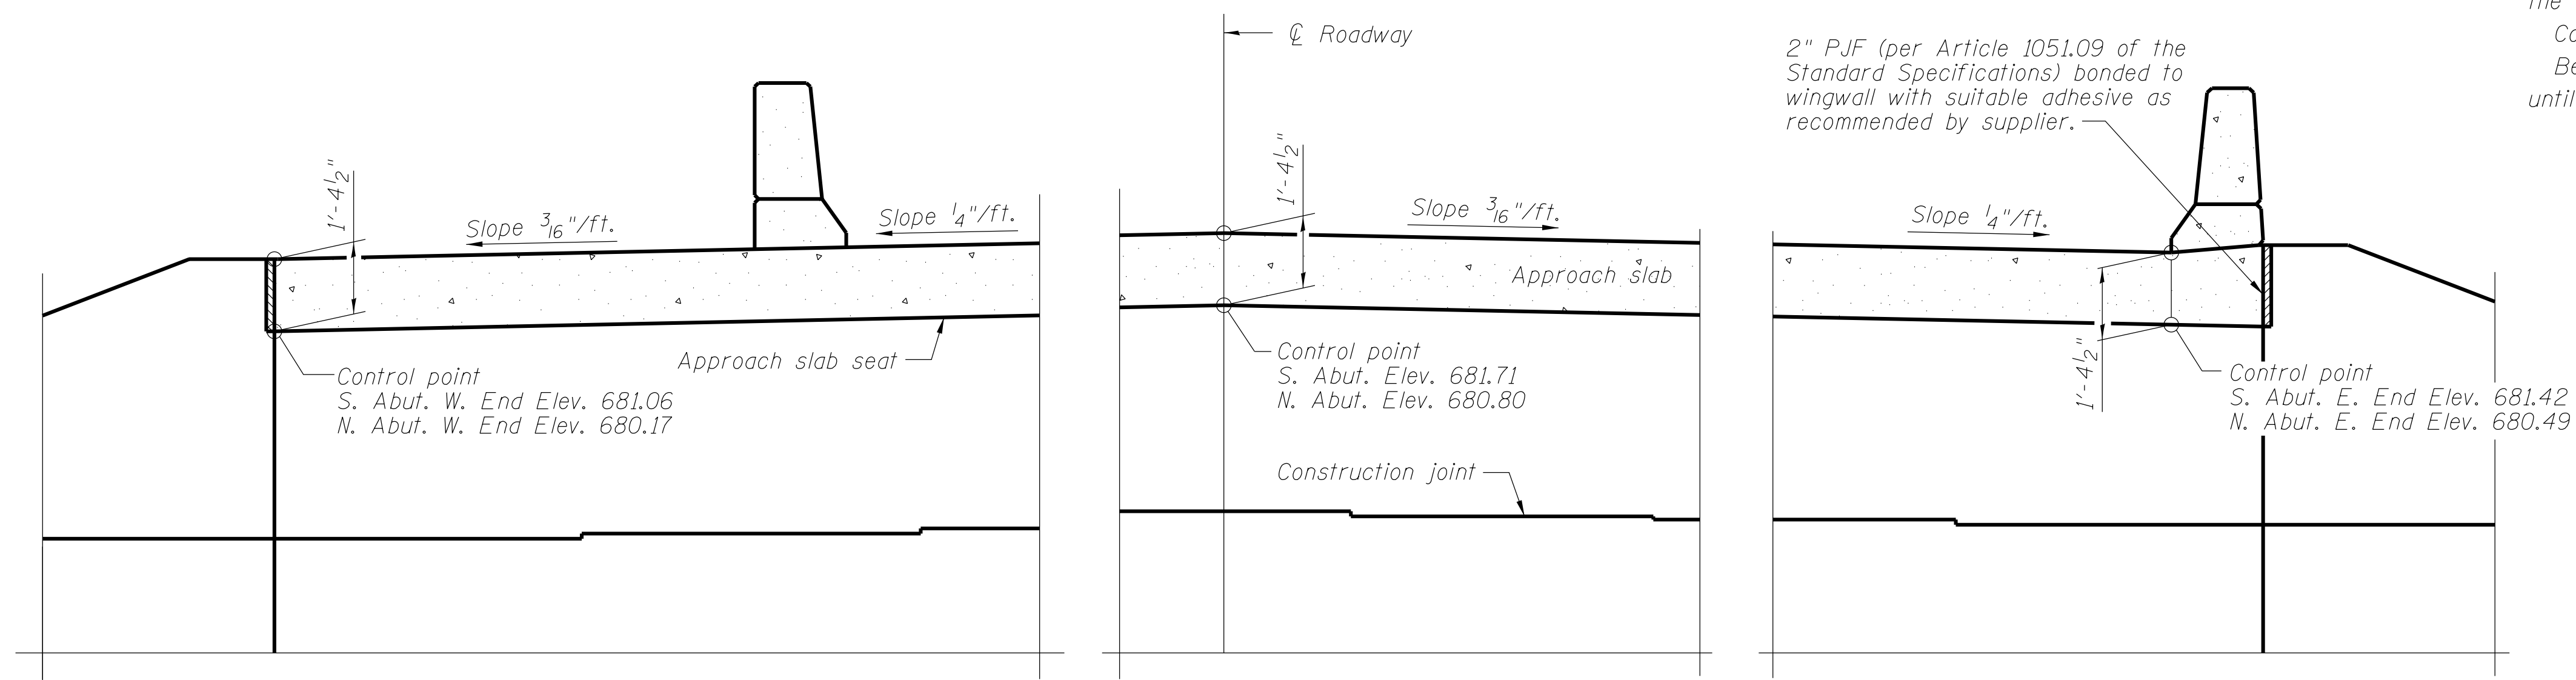 ℄ Roadway
2" PJF (per Article 1051.09 of the
Standard Specifications) bonded to
wingwall with suitable adhesive as
recommended by supplier.
the
until
1'-4½"
Slope 3/16"/ft.
Slope ¼"/ft.
1'-4½"
Slope 3/16"/ft.
Slope ¼"/ft.
Approach slab
Approach slab seat
1'-4½"
Control point
S. Abut. W. End Elev. 681.06
N. Abut. W. End Elev. 680.17
Control point
S. Abut. Elev. 681.71
N. Abut. Elev. 680.80
Control point
S. Abut. E. End Elev. 681.42
N. Abut. E. End Elev. 680.49
Construction joint